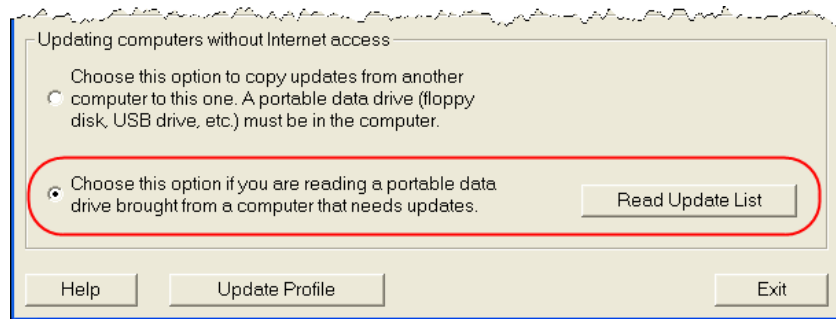 Updating computers without Internet access
Choose this option to copy updates from another
computer to this one. A portable data drive (floppy
disk, USB drive, etc.) must be in the computer.
Choose this option if you are reading a portable data
drive brought from a computer that needs updates.
Read Update List
Help
Update Profile
Exit